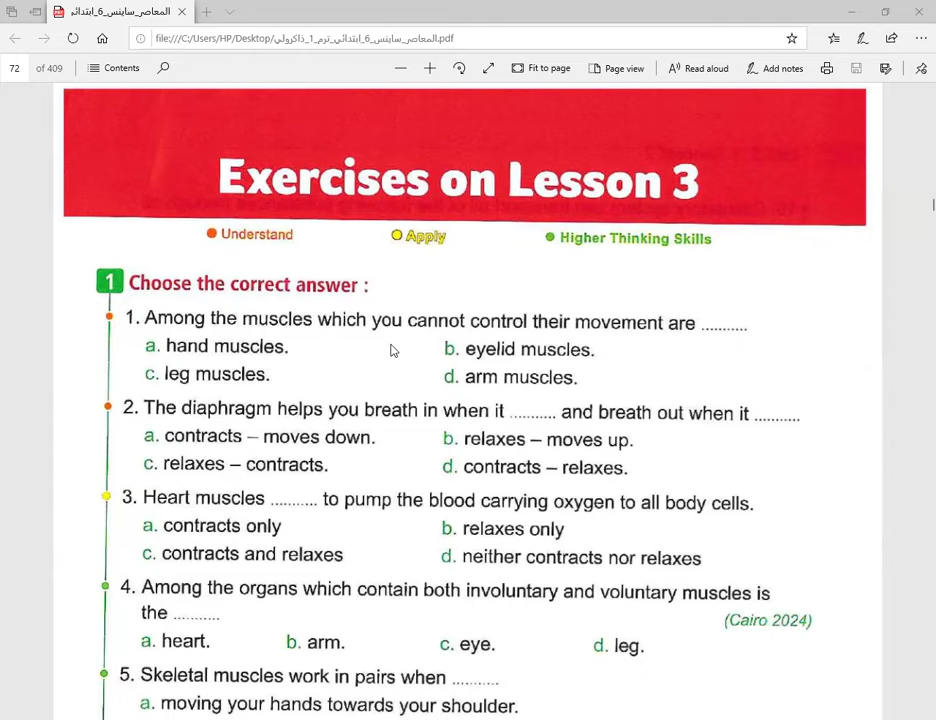 المعاصر_ساينس_6_ابتدائي
file:///C:/Users/HP/Desktop/المعاصر_ساينس_6_ابتدائي_ترم_1_ذاكرولي.pdf
72 of 409 Contents Fit to page Page view Read aloud Add notes
Exercises on Lesson 3
Understand Apply Higher Thinking Skills
1 Choose the correct answer :
1. Among the muscles which you cannot control their movement are ...........
a. hand muscles. b. eyelid muscles.
c. leg muscles. d. arm muscles.
2. The diaphragm helps you breath in when it ........... and breath out when it ...........
a. contracts – moves down. b. relaxes – moves up.
c. relaxes – contracts. d. contracts – relaxes.
3. Heart muscles ........... to pump the blood carrying oxygen to all body cells.
a. contracts only b. relaxes only
c. contracts and relaxes d. neither contracts nor relaxes
4. Among the organs which contain both involuntary and voluntary muscles is
the ...........
(Cairo 2024)
a. heart. b. arm. c. eye. d. leg.
5. Skeletal muscles work in pairs when ...........
a. moving your hands towards your shoulder.